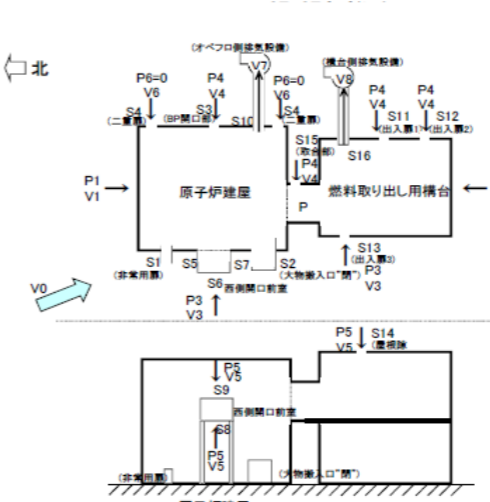 (オペフロ側排気設備)
V7
(構台側排気設備)
V8
北
P6=0
V6
P4
V4
P6=0
V6
P4
V4
P4
V4
S4
(二重扉)
S3
(BP開口部)
S10
S4
(二重扉)
S11
(出入扉1)
S12
(出入扉2)
S15
(取合部)
P4
V4
S16
P1
V1
原子炉建屋
燃料取り出し用構台
P
S1
(非常用扉)
S5
S7
S2
(大物搬入口"閉")
S13
(出入扉3)
P3
V3
S6
西側開口前室
V0
P3
V3
P5
V5
S14
(屋根除
P5
V5
S9
西側開口前室
S8
P5
V5
(非常用扉)
(大物搬入口"閉")